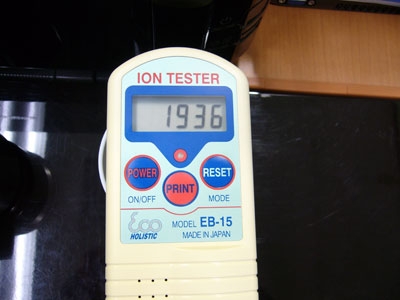 ION TESTER
1936
POWER
PRINT
RESET
ON/OFF
MODE
Eco
HOLISTIC
MODEL EB-15
MADE IN JAPAN